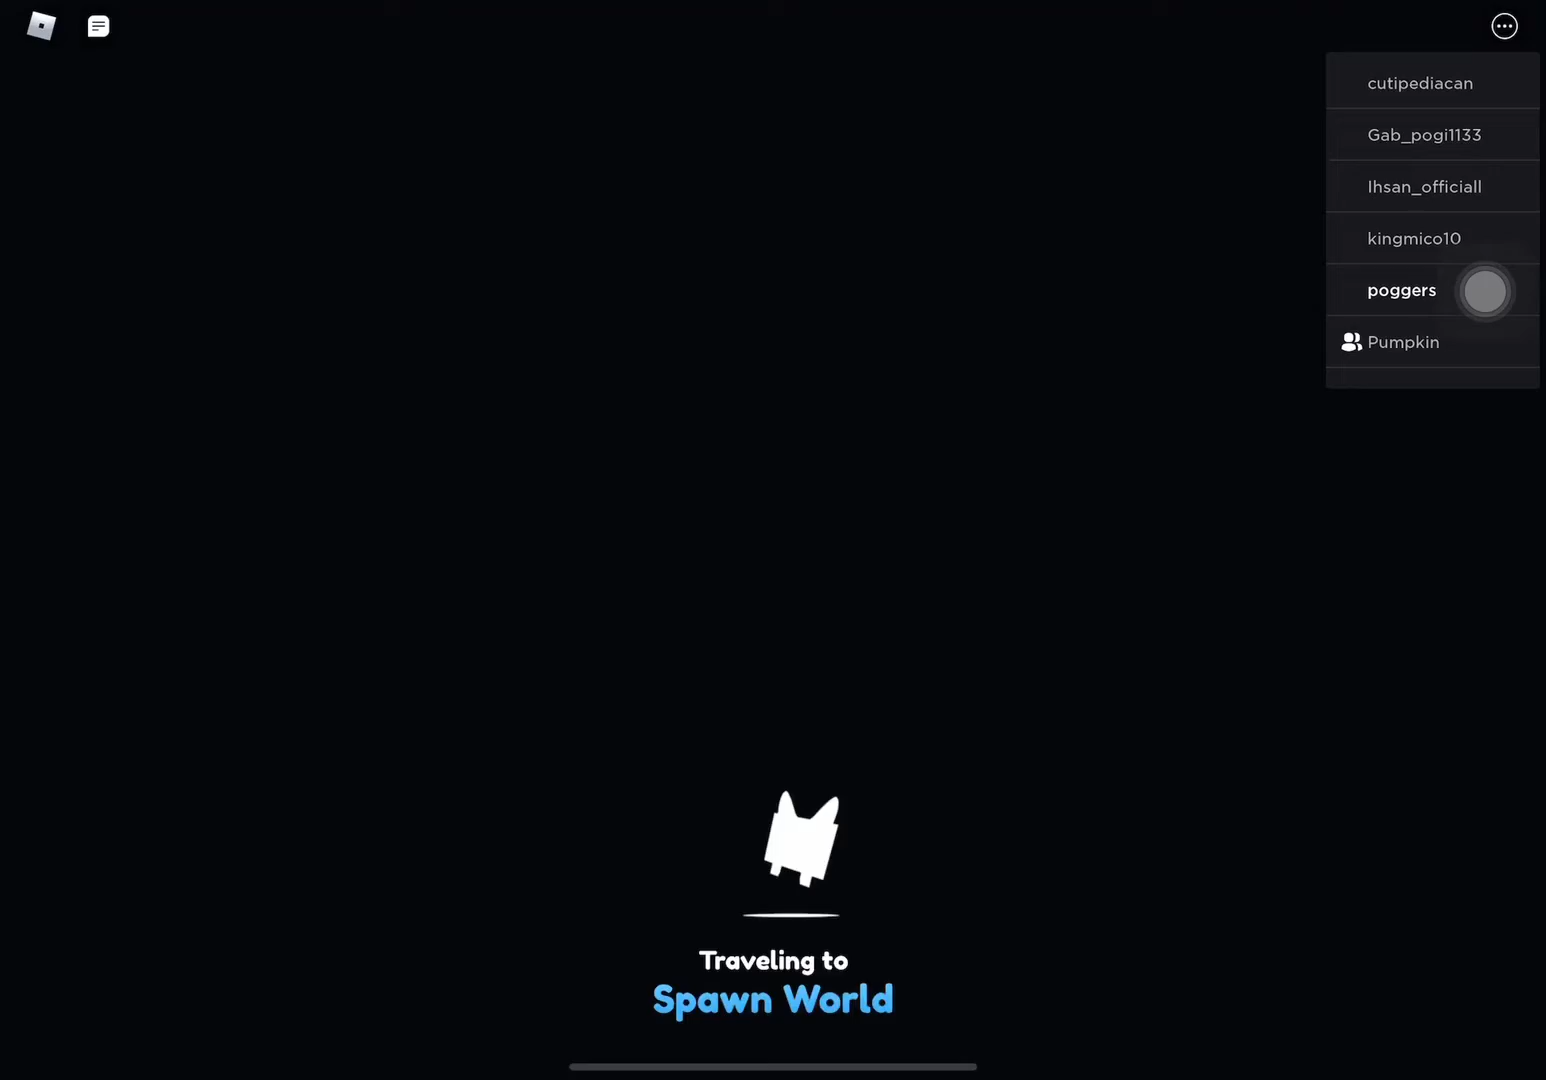 cutipediacan
Gab_pogi1133
Ihsan_officiall
kingmico10
poggers
Pumpkin
Traveling to
Spawn World